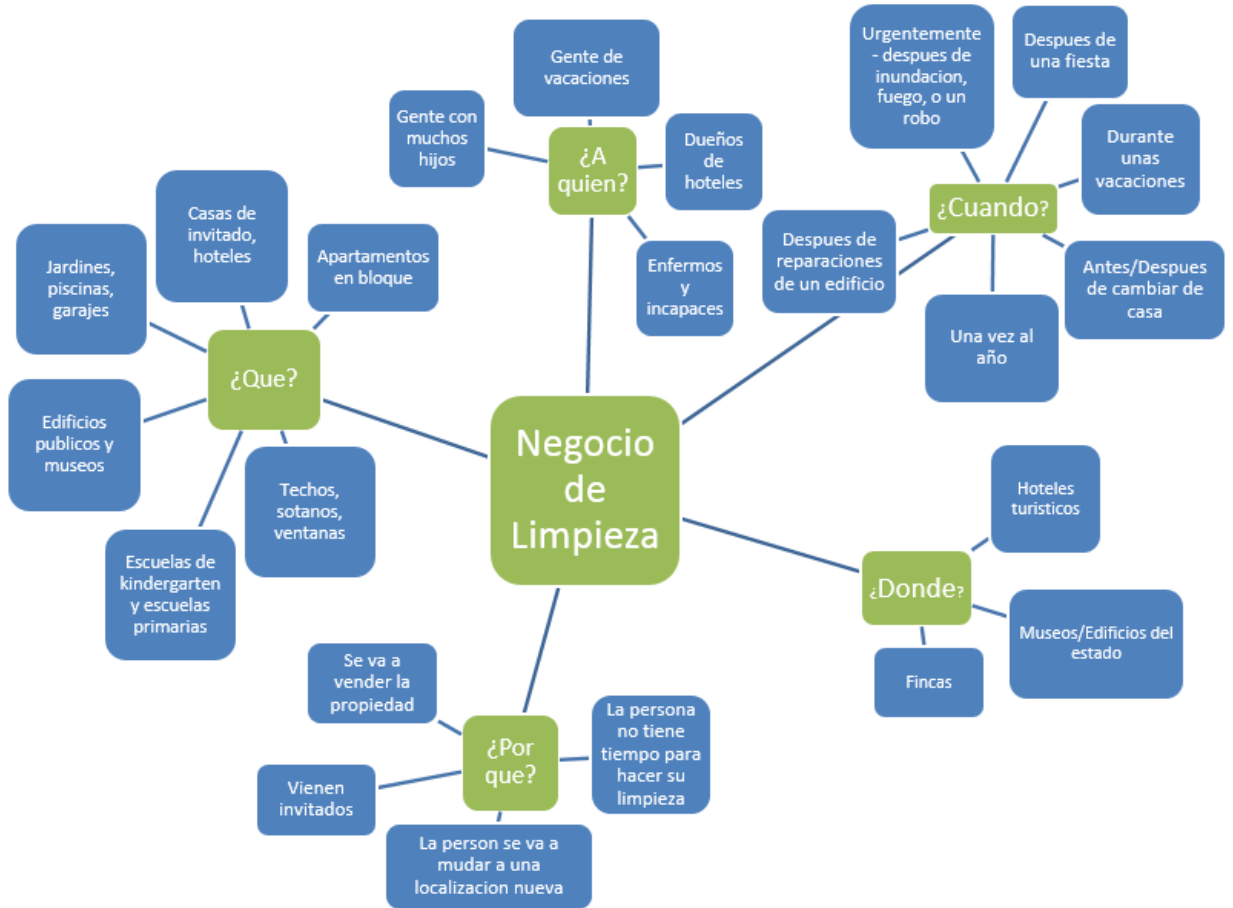 Negocio
de
Limpieza
¿A
quien?
Gente de
vacaciones
Gente con
muchos
hijos
Dueños
de
hoteles
Enfermos
y
incapaces
¿Cuando?
Urgentemente
- despues de
inundacion,
fuego, o un
robo
Despues de
una fiesta
Durante
unas
vacaciones
Antes/Despues
de cambiar de
casa
Una vez al
año
Despues de
reparaciones
de un edificio
¿Donde?
Hoteles
turisticos
Museos/Edificios del
estado
Fincas
¿Por
que?
La persona
no tiene
tiempo para
hacer su
limpieza
La person se va a
mudar a una
localizacion nueva
Vienen
invitados
Se va a
vender la
propiedad
¿Que?
Casas de
invitado,
hoteles
Apartamentos
en bloque
Jardines,
piscinas,
garajes
Edificios
publicos y
museos
Escuelas de
kindergarten
y escuelas
primarias
Techos,
sotanos,
ventanas